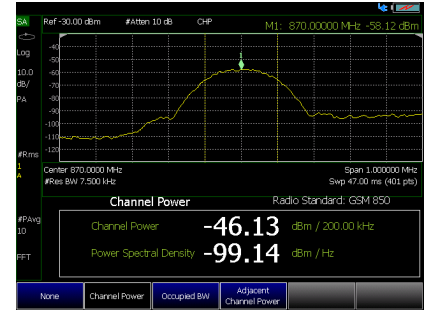 SA Ref -30.00 dBm #Atten 10 dB CHP M1: 870.00000 MHz -58.12 dBm
Log
10.0
dB/
PA
-40
-50
-60
-70
-80
-90
-100
-110
-120
1
#Rms
1
A
Center 870.0000 MHz Span 1.000000 MHz
#Res BW 7.500 kHz Swp 47.00 ms (401 pts)
Channel Power Radio Standard: GSM 850
#PAvg
10
FFT
Channel Power -46.13 dBm / 200.00 kHz
Power Spectral Density -99.14 dBm / Hz
None Channel Power Occupied BW Adjacent
Channel Power